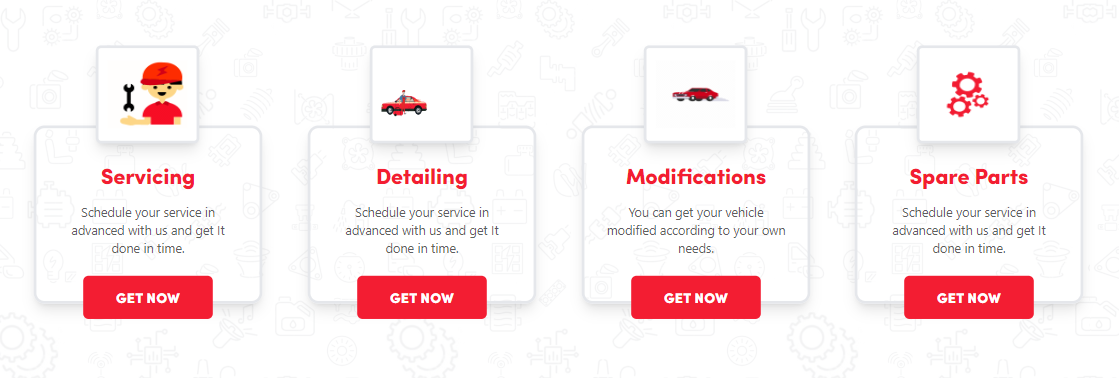 Servicing
Schedule your service in
advanced with us and get It
done in time.
GET NOW
Detailing
Schedule your service in
advanced with us and get It
done in time.
GET NOW
Modifications
You can get your vehicle
modified according to your own
needs.
GET NOW
Spare Parts
Schedule your service in
advanced with us and get It
done in time.
GET NOW